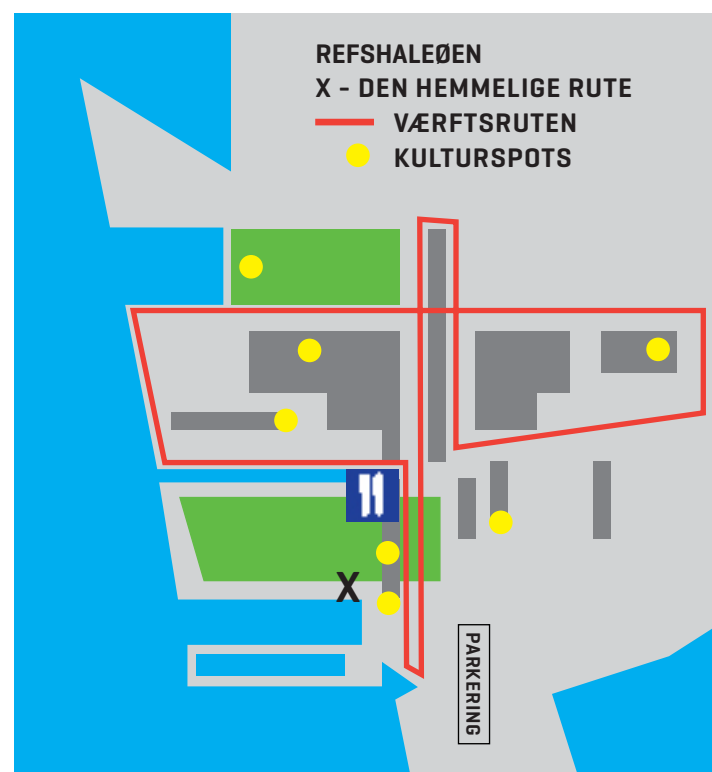 REFSHALEØEN
X - DEN HEMMELIGE RUTE
VÆRFTSRUTEN
KULTURSPOTS
X
PARKERING